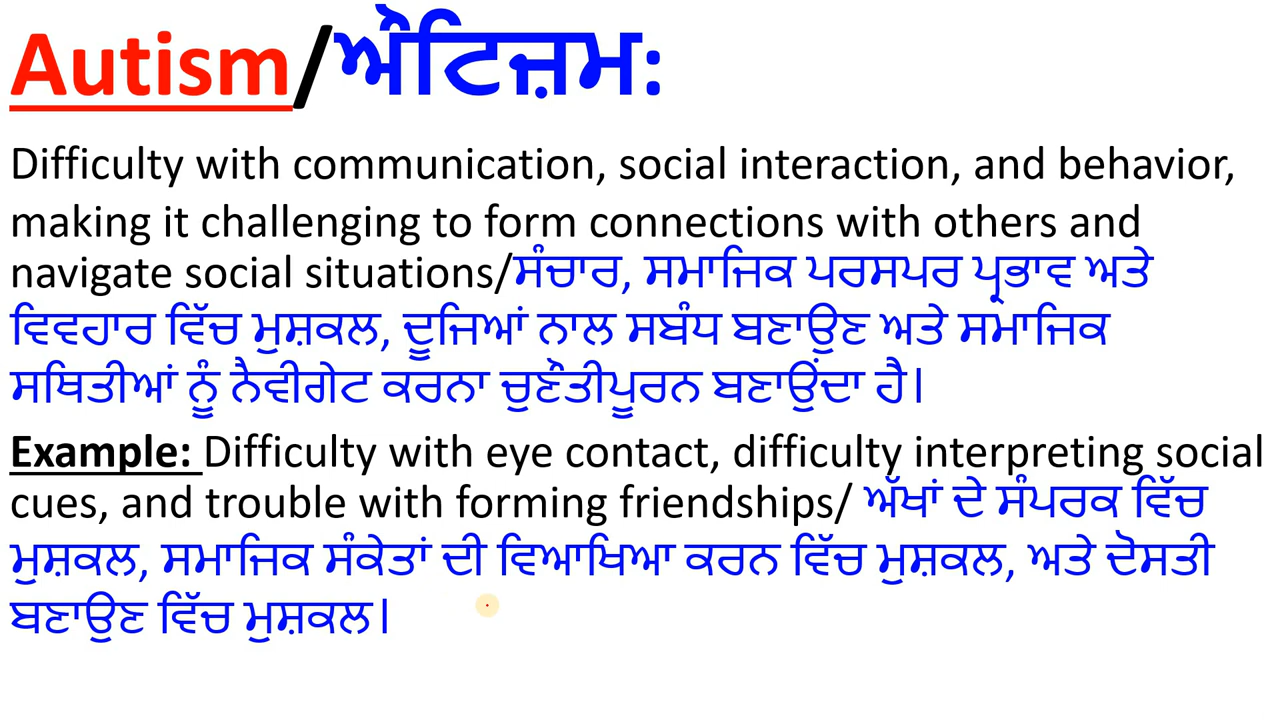 Autism/ਔਟਿਜ਼ਮ:
Difficulty with communication, social interaction, and behavior,
making it challenging to form connections with others and
navigate social situations/ਸੰਚਾਰ, ਸਮਾਜਿਕ ਪਰਸਪਰ ਪ੍ਰਭਾਵ ਅਤੇ
ਵਿਵਹਾਰ ਵਿੱਚ ਮੁਸ਼ਕਲ, ਦੂਜਿਆਂ ਨਾਲ ਸਬੰਧ ਬਣਾਉਣ ਅਤੇ ਸਮਾਜਿਕ
ਸਥਿਤੀਆਂ ਨੂੰ ਨੈਵੀਗੇਟ ਕਰਨਾ ਚੁਣੌਤੀਪੂਰਨ ਬਣਾਉਂਦਾ ਹੈ।
Example: Difficulty with eye contact, difficulty interpreting social
cues, and trouble with forming friendships/ ਅੱਖਾਂ ਦੇ ਸੰਪਰਕ ਵਿੱਚ
ਮੁਸ਼ਕਲ, ਸਮਾਜਿਕ ਸੰਕੇਤਾਂ ਦੀ ਵਿਆਖਿਆ ਕਰਨ ਵਿੱਚ ਮੁਸ਼ਕਲ, ਅਤੇ ਦੋਸਤੀ
ਬਣਾਉਣ ਵਿੱਚ ਮੁਸ਼ਕਲ।